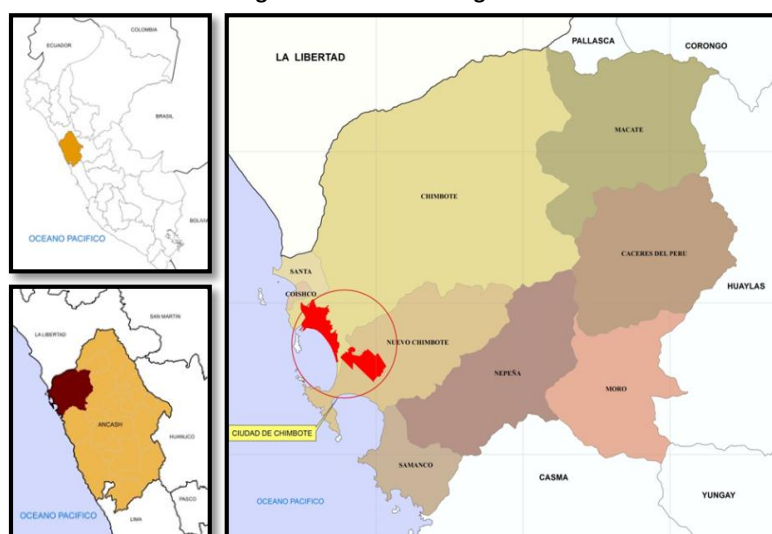 COLOMBIA
ECUADOR
BRASIL
OCEANO PACIFICO
SAN MARTIN
LA LIBERTAD
ANCASH
HUANUCO
PASCO
OCEANO PACIFICO
LIMA
LA LIBERTAD
PALLASCA
CORONGO
MACATE
CHIMBOTE
CACERES DEL PERU
SANTA
COISHCO
HUAYLAS
NUEVO CHIMBOTE
NEPEÑA
MORO
CIUDAD DE CHIMBOTE
SAMANCO
CASMA
OCEANO PACIFICO
YUNGAY